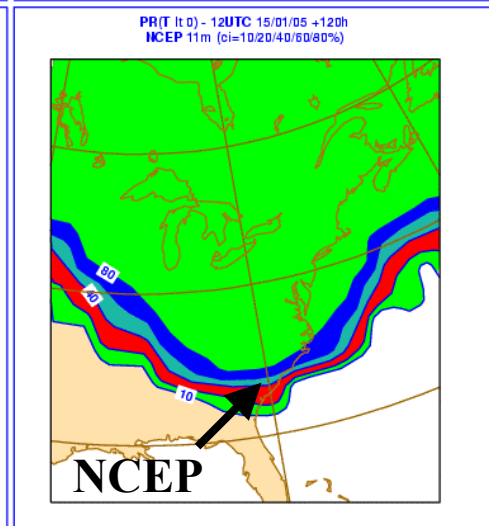 PR(T lt 0) - 12UTC 15/01/05 +120h
NCEP 11m (ci=10/20/40/60/80%)
80
40
10
NCEP